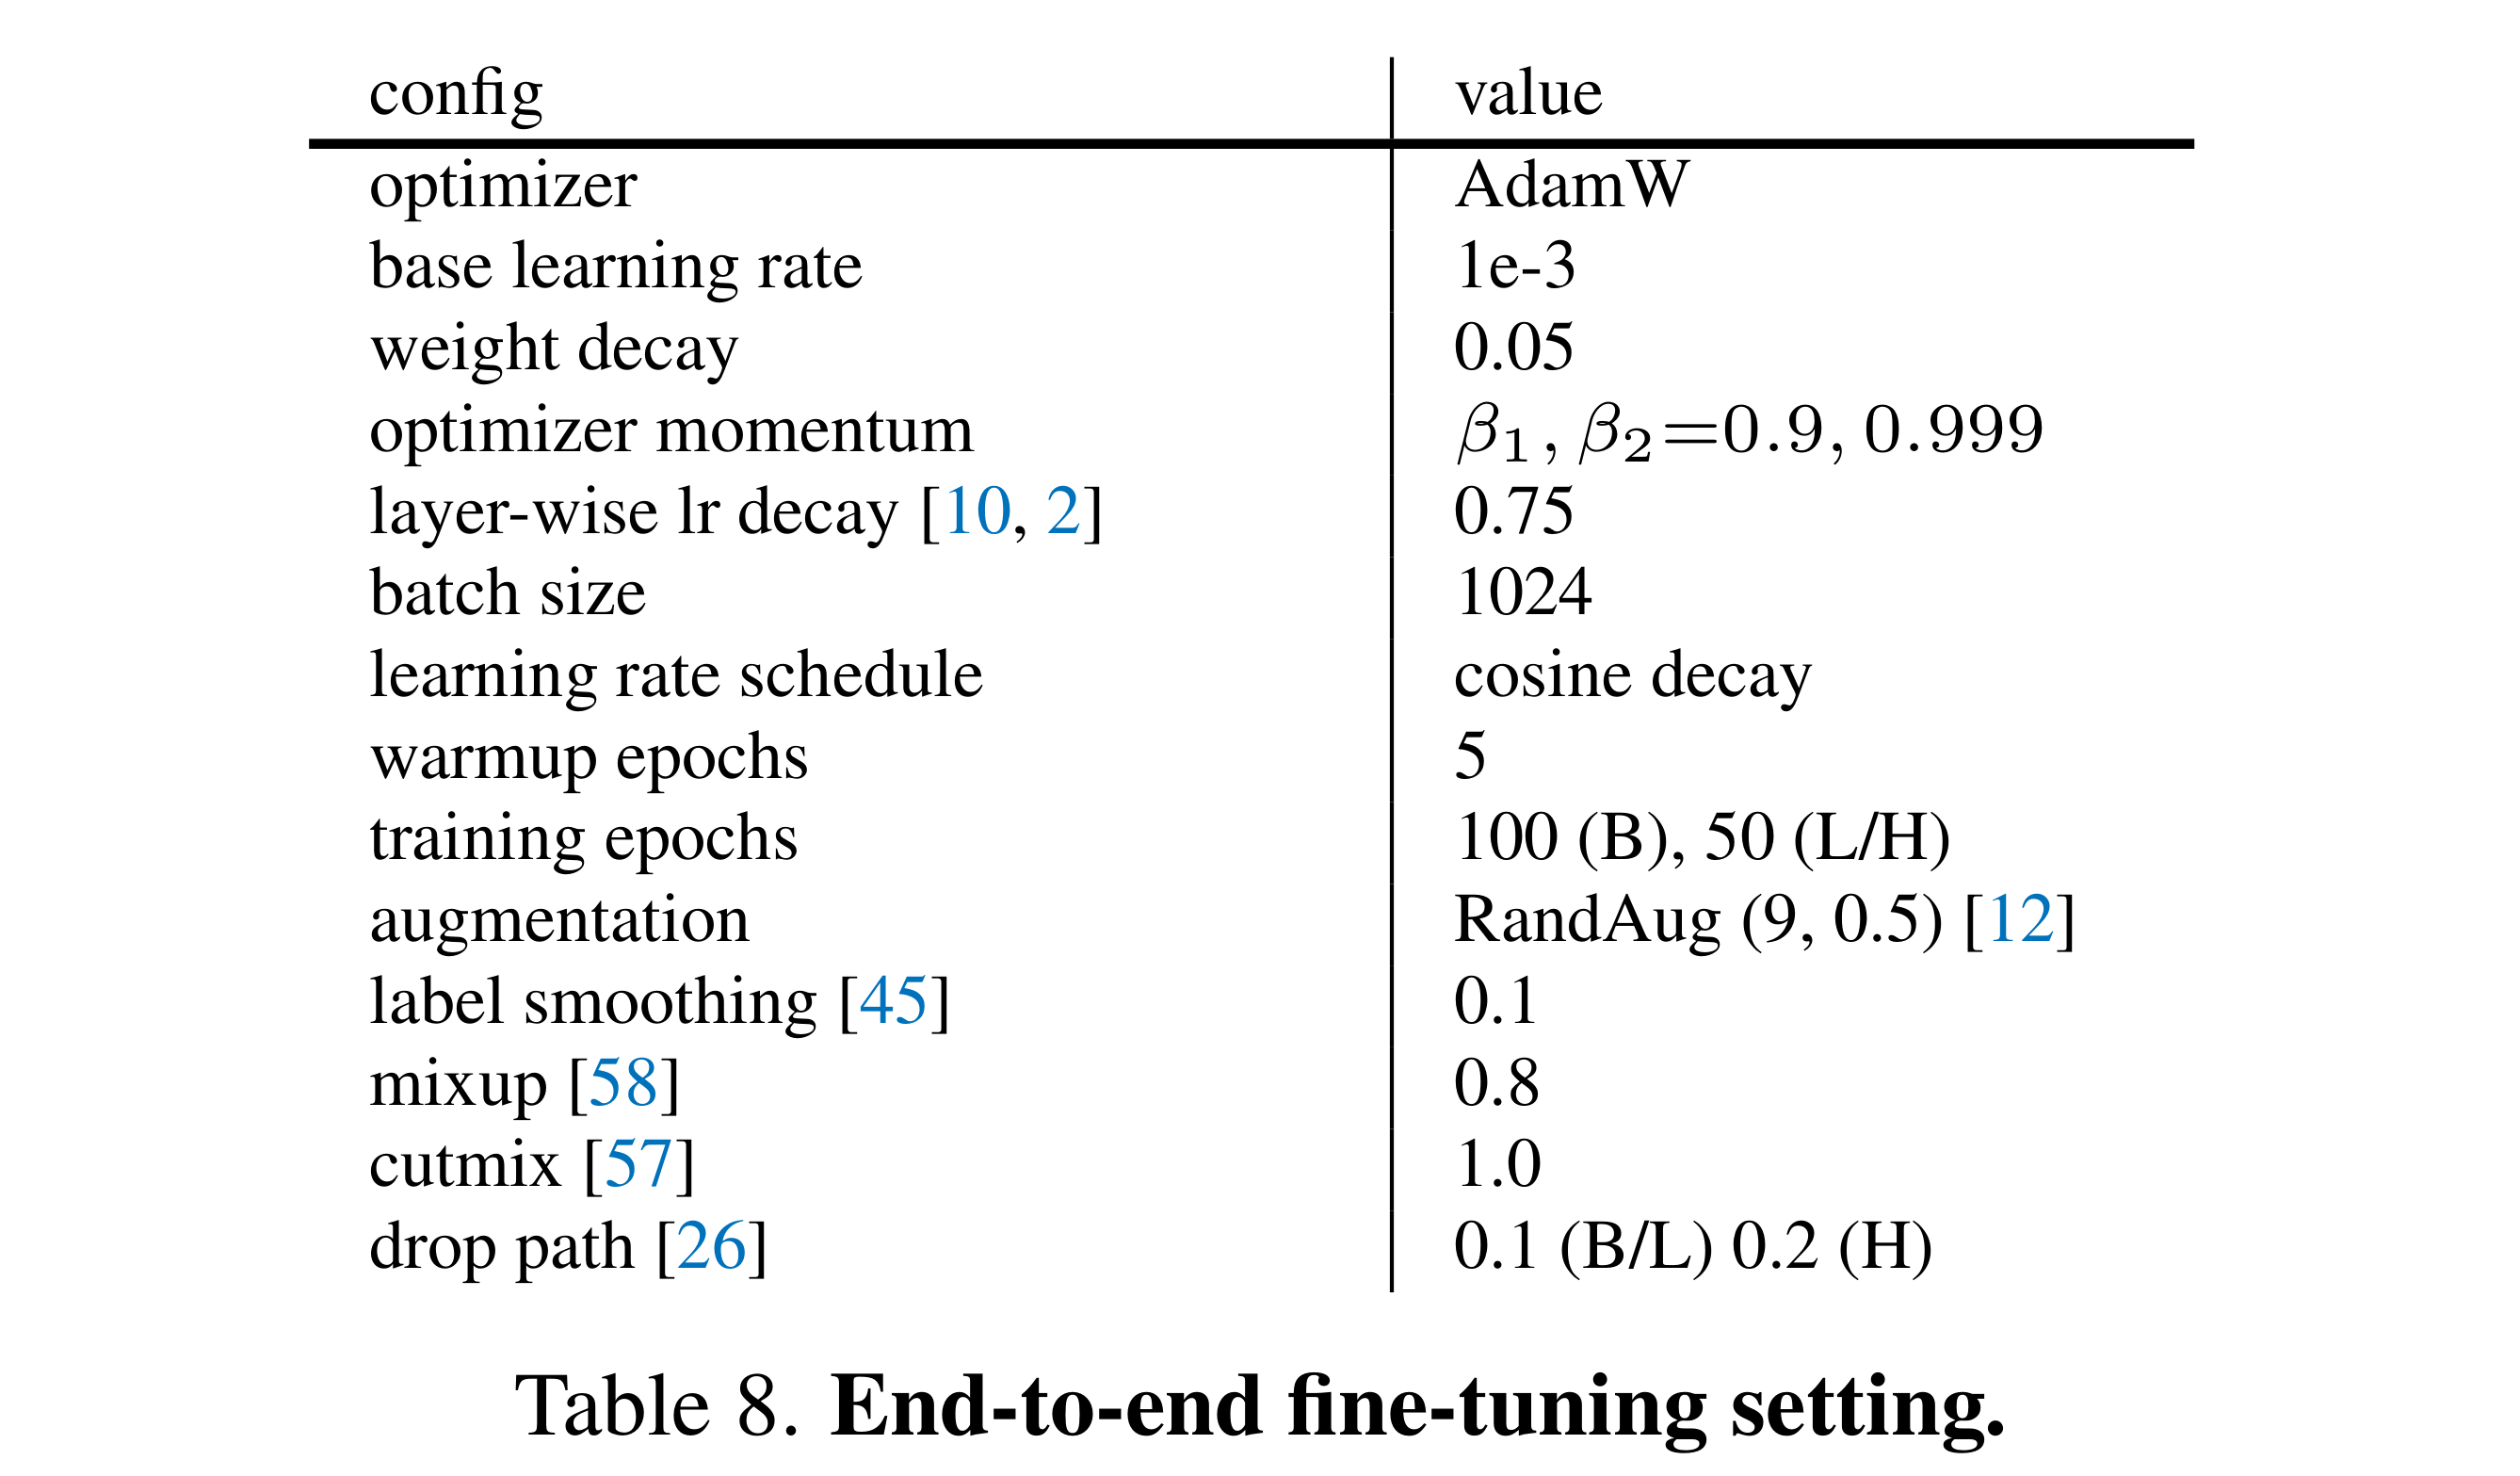 config value
optimizer AdamW
base learning rate 1e-3
weight decay 0.05
optimizer momentum β₁, β₂=0.9, 0.999
layer-wise lr decay [10, 2] 0.75
batch size 1024
learning rate schedule cosine decay
warmup epochs 5
training epochs 100 (B), 50 (L/H)
augmentation RandAug (9, 0.5) [12]
label smoothing [45] 0.1
mixup [58] 0.8
cutmix [57] 1.0
drop path [26] 0.1 (B/L) 0.2 (H)
Table 8. End-to-end fine-tuning setting.